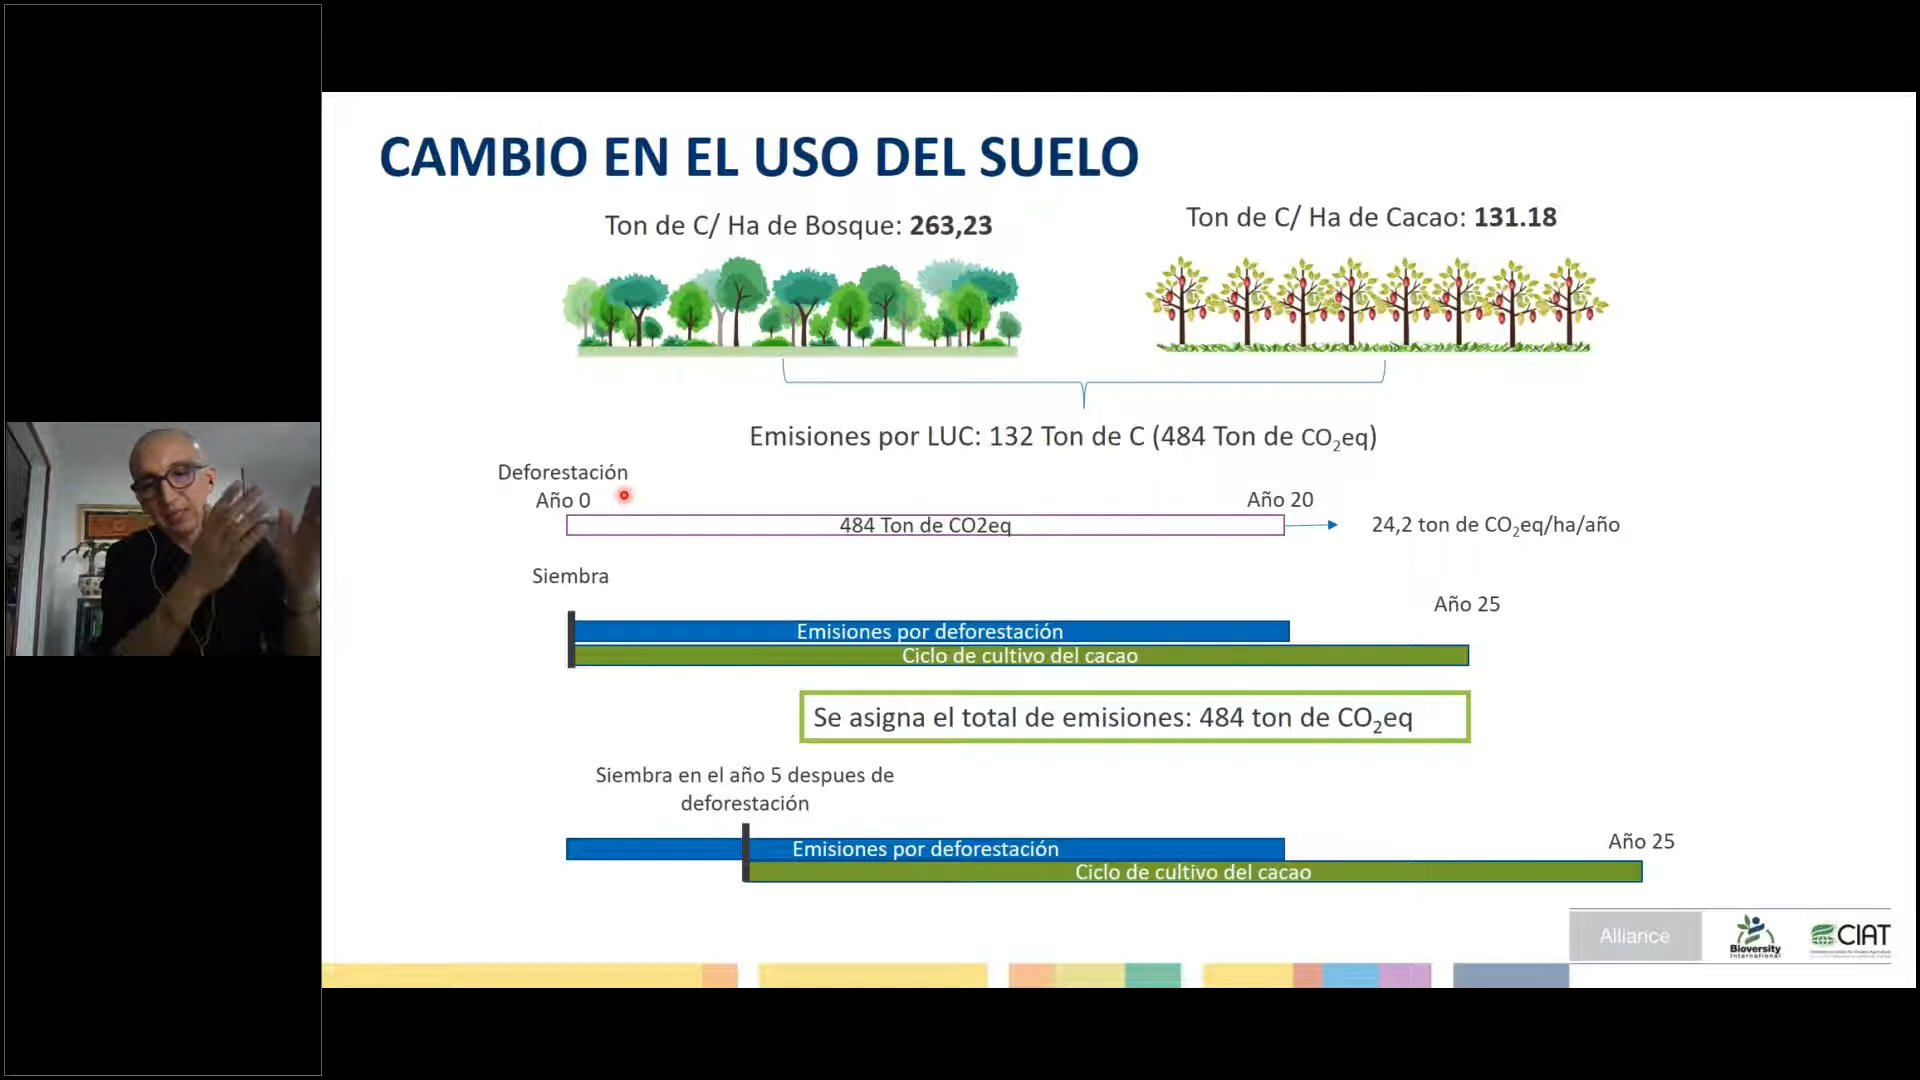 CAMBIO EN EL USO DEL SUELO
Ton de C/ Ha de Bosque: 263,23
Ton de C/ Ha de Cacao: 131.18
Emisiones por LUC: 132 Ton de C (484 Ton de CO₂eq)
Deforestación
Año 0
Año 20
484 Ton de CO2eq
24,2 ton de CO₂eq/ha/año
Siembra
Año 25
Emisiones por deforestación
Ciclo de cultivo del cacao
Se asigna el total de emisiones: 484 ton de CO₂eq
Siembra en el año 5 despues de
deforestación
Emisiones por deforestación
Año 25
Ciclo de cultivo del cacao
Alliance
Bioversity
International
CIAT